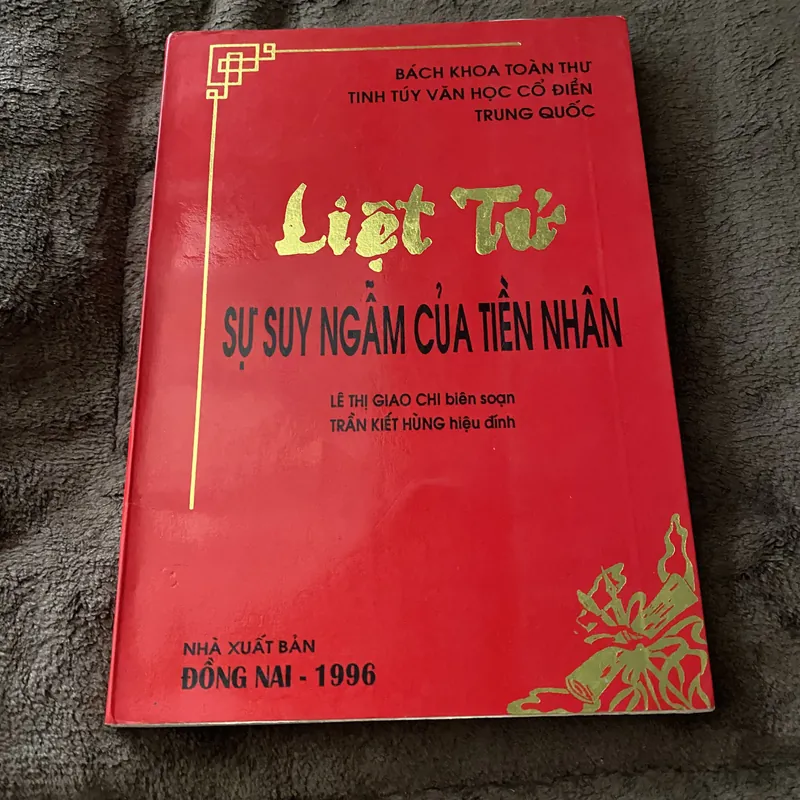 BÁCH KHOA TOÀN THƯ
TINH TÚY VĂN HỌC CỔ ĐIỂN
TRUNG QUỐC
Liệt Tử
SỰ SUY NGẪM CỦA TIỀN NHÂN
LÊ THỊ GIAO CHI biên soạn
TRẦN KIẾT HÙNG hiệu đính
NHÀ XUẤT BẢN
ĐỒNG NAI - 1996